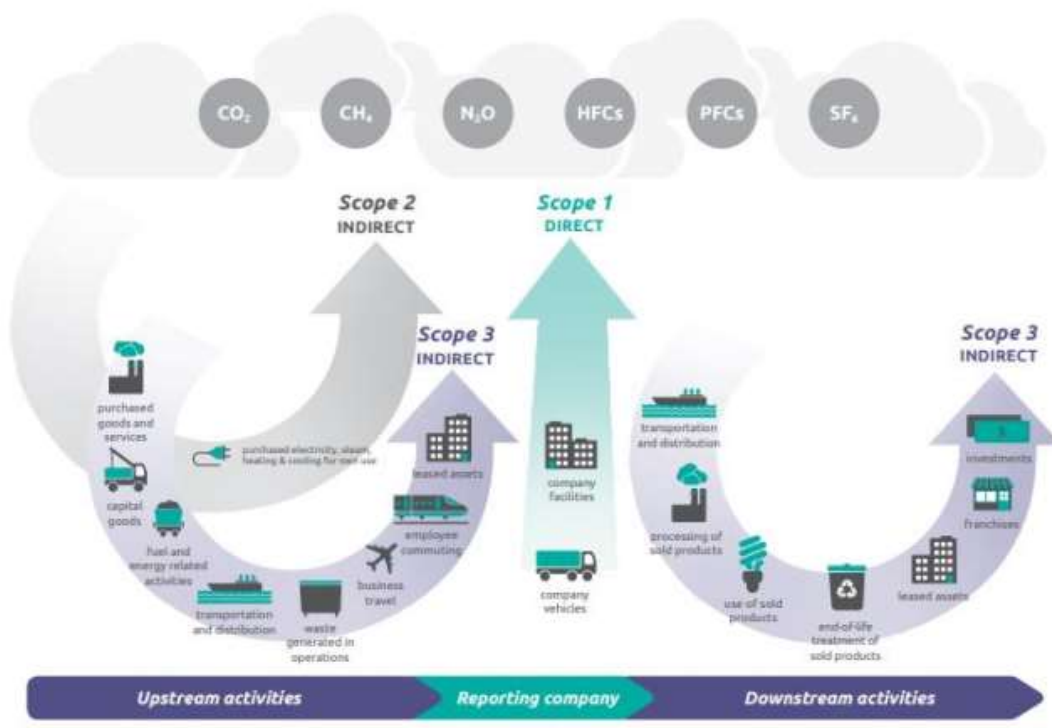 CO₂
CH₄
N₂O
HFCs
PFCs
SF₆
Scope 2
INDIRECT
Scope 1
DIRECT
Scope 3
INDIRECT
Scope 3
INDIRECT
purchased
goods and
services
capital
goods
fuel and
energy related
activities
transportation
and distribution
waste
generated in
operations
business
travel
employee
commuting
leased assets
purchased electricity, steam,
heating & cooling for own use
company
facilities
company
vehicles
transportation
and distribution
processing of
sold products
use of sold
products
end-of-life
treatment of
sold products
leased assets
franchises
investments
Upstream activities
Reporting company
Downstream activities